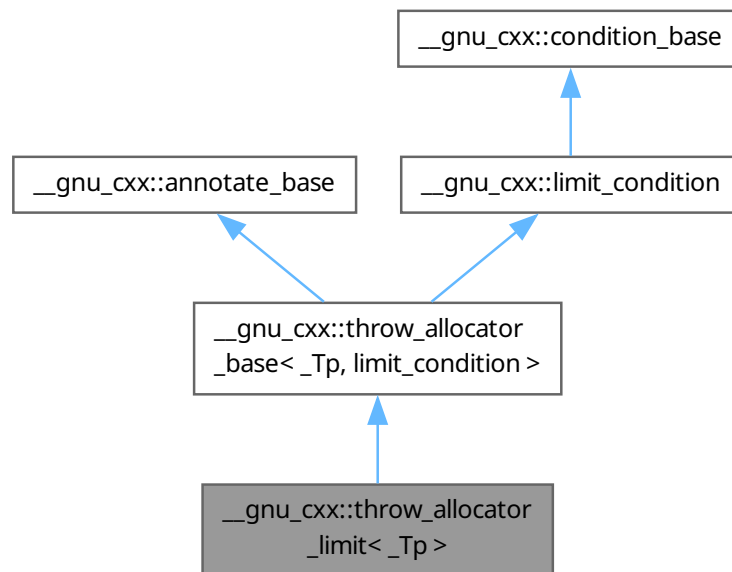 __gnu_cxx::condition_base
__gnu_cxx::annotate_base
__gnu_cxx::limit_condition
__gnu_cxx::throw_allocator
_base< _Tp, limit_condition >
__gnu_cxx::throw_allocator
_limit< _Tp >